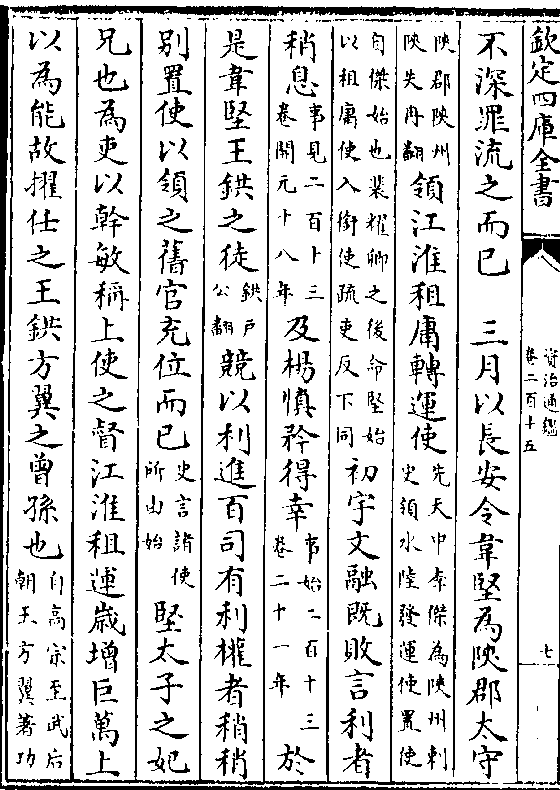 欽定四庫全書
資治通鑑
卷二百十五
七
不深罪流之而已　三月以長安令韋堅為陝郡太守
陝郡陝州
陝失冉翻
領江淮租庸轉運使
先天中李傑為陝州刺
史領水陸發運使置使
自傑始也裴耀卿之後命堅始
以租庸使入銜使疏吏反下同
初宇文融既敗言利者
稍息
事見二百十三
卷開元十八年
及楊慎矜得幸
事始二百十三
卷二十一年
於
是韋堅王鉷之徒
鉷戶
公翻
競以利進百司有利權者稍稍
別置使以領之舊官充位而已
史言諸使
所由始
堅太子之妃
兄也為吏以幹敏稱上使之督江淮租運歲增巨萬上
以為能故擢任之王鉷方翼之曾孫也
自高宗至武后
朝王方翼著功